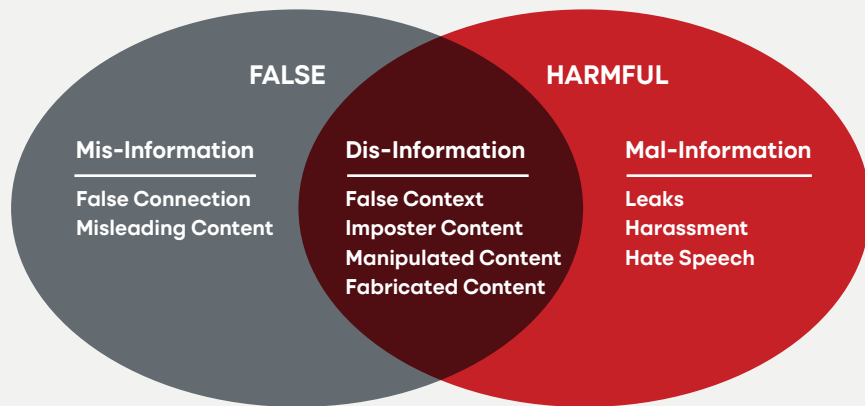 FALSE
HARMFUL
Mis-Information
False Connection
Misleading Content
Dis-Information
False Context
Imposter Content
Manipulated Content
Fabricated Content
Mal-Information
Leaks
Harassment
Hate Speech